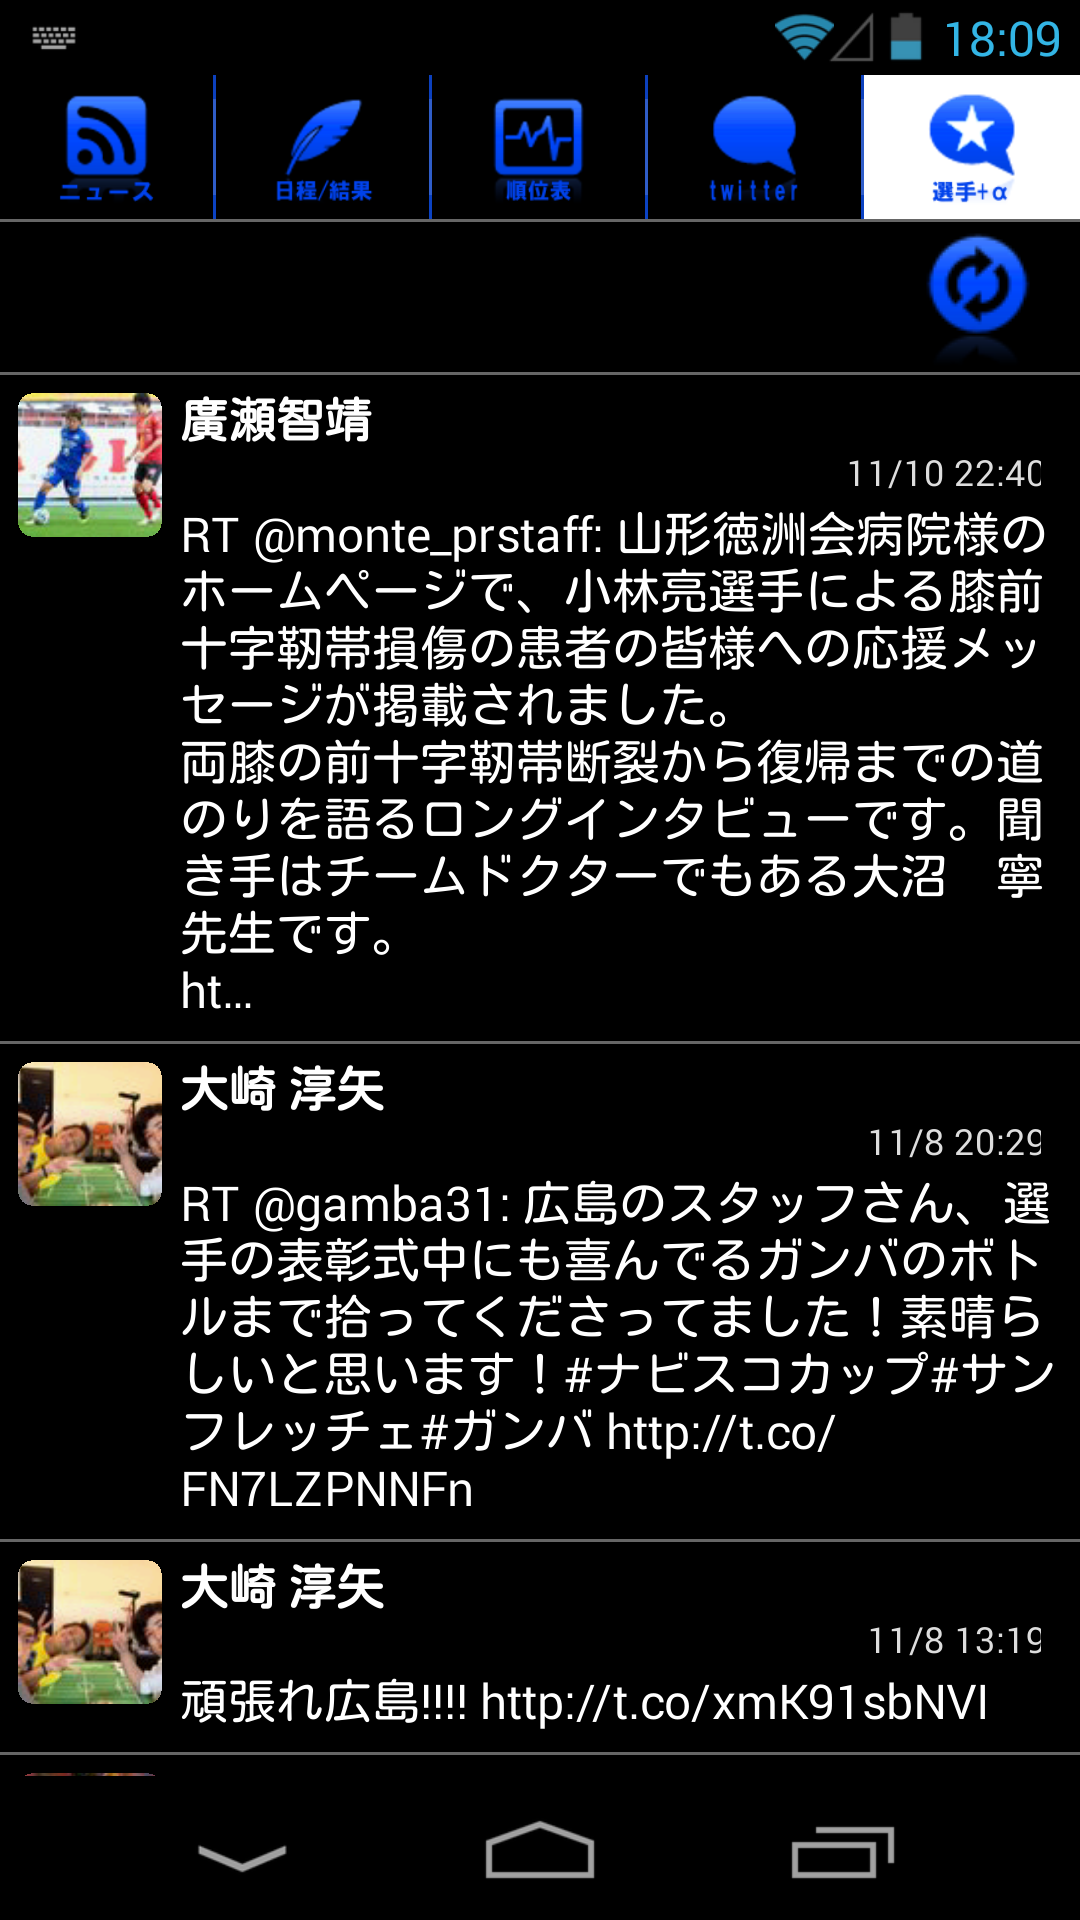 18:09
ニュース
日程/結果
順位表
twitter
選手+α
廣瀬智靖
11/10 22:40
RT @monte_prstaff: 山形徳洲会病院様の
ホームページで、小林亮選手による膝前
十字靭帯損傷の患者の皆様への応援メッ
セージが掲載されました。
両膝の前十字靭帯断裂から復帰までの道
のりを語るロングインタビューです。聞
き手はチームドクターでもある大沼　寧
先生です。
ht…
大崎 淳矢
11/8 20:29
RT @gamba31: 広島のスタッフさん、選
手の表彰式中にも喜んでるガンバのボト
ルまで拾ってくださってました！素晴ら
しいと思います！#ナビスコカップ#サン
フレッチェ#ガンバ http://t.co/
FN7LZPNNFn
大崎 淳矢
11/8 13:19
頑張れ広島!!!! http://t.co/xmK91sbNVI